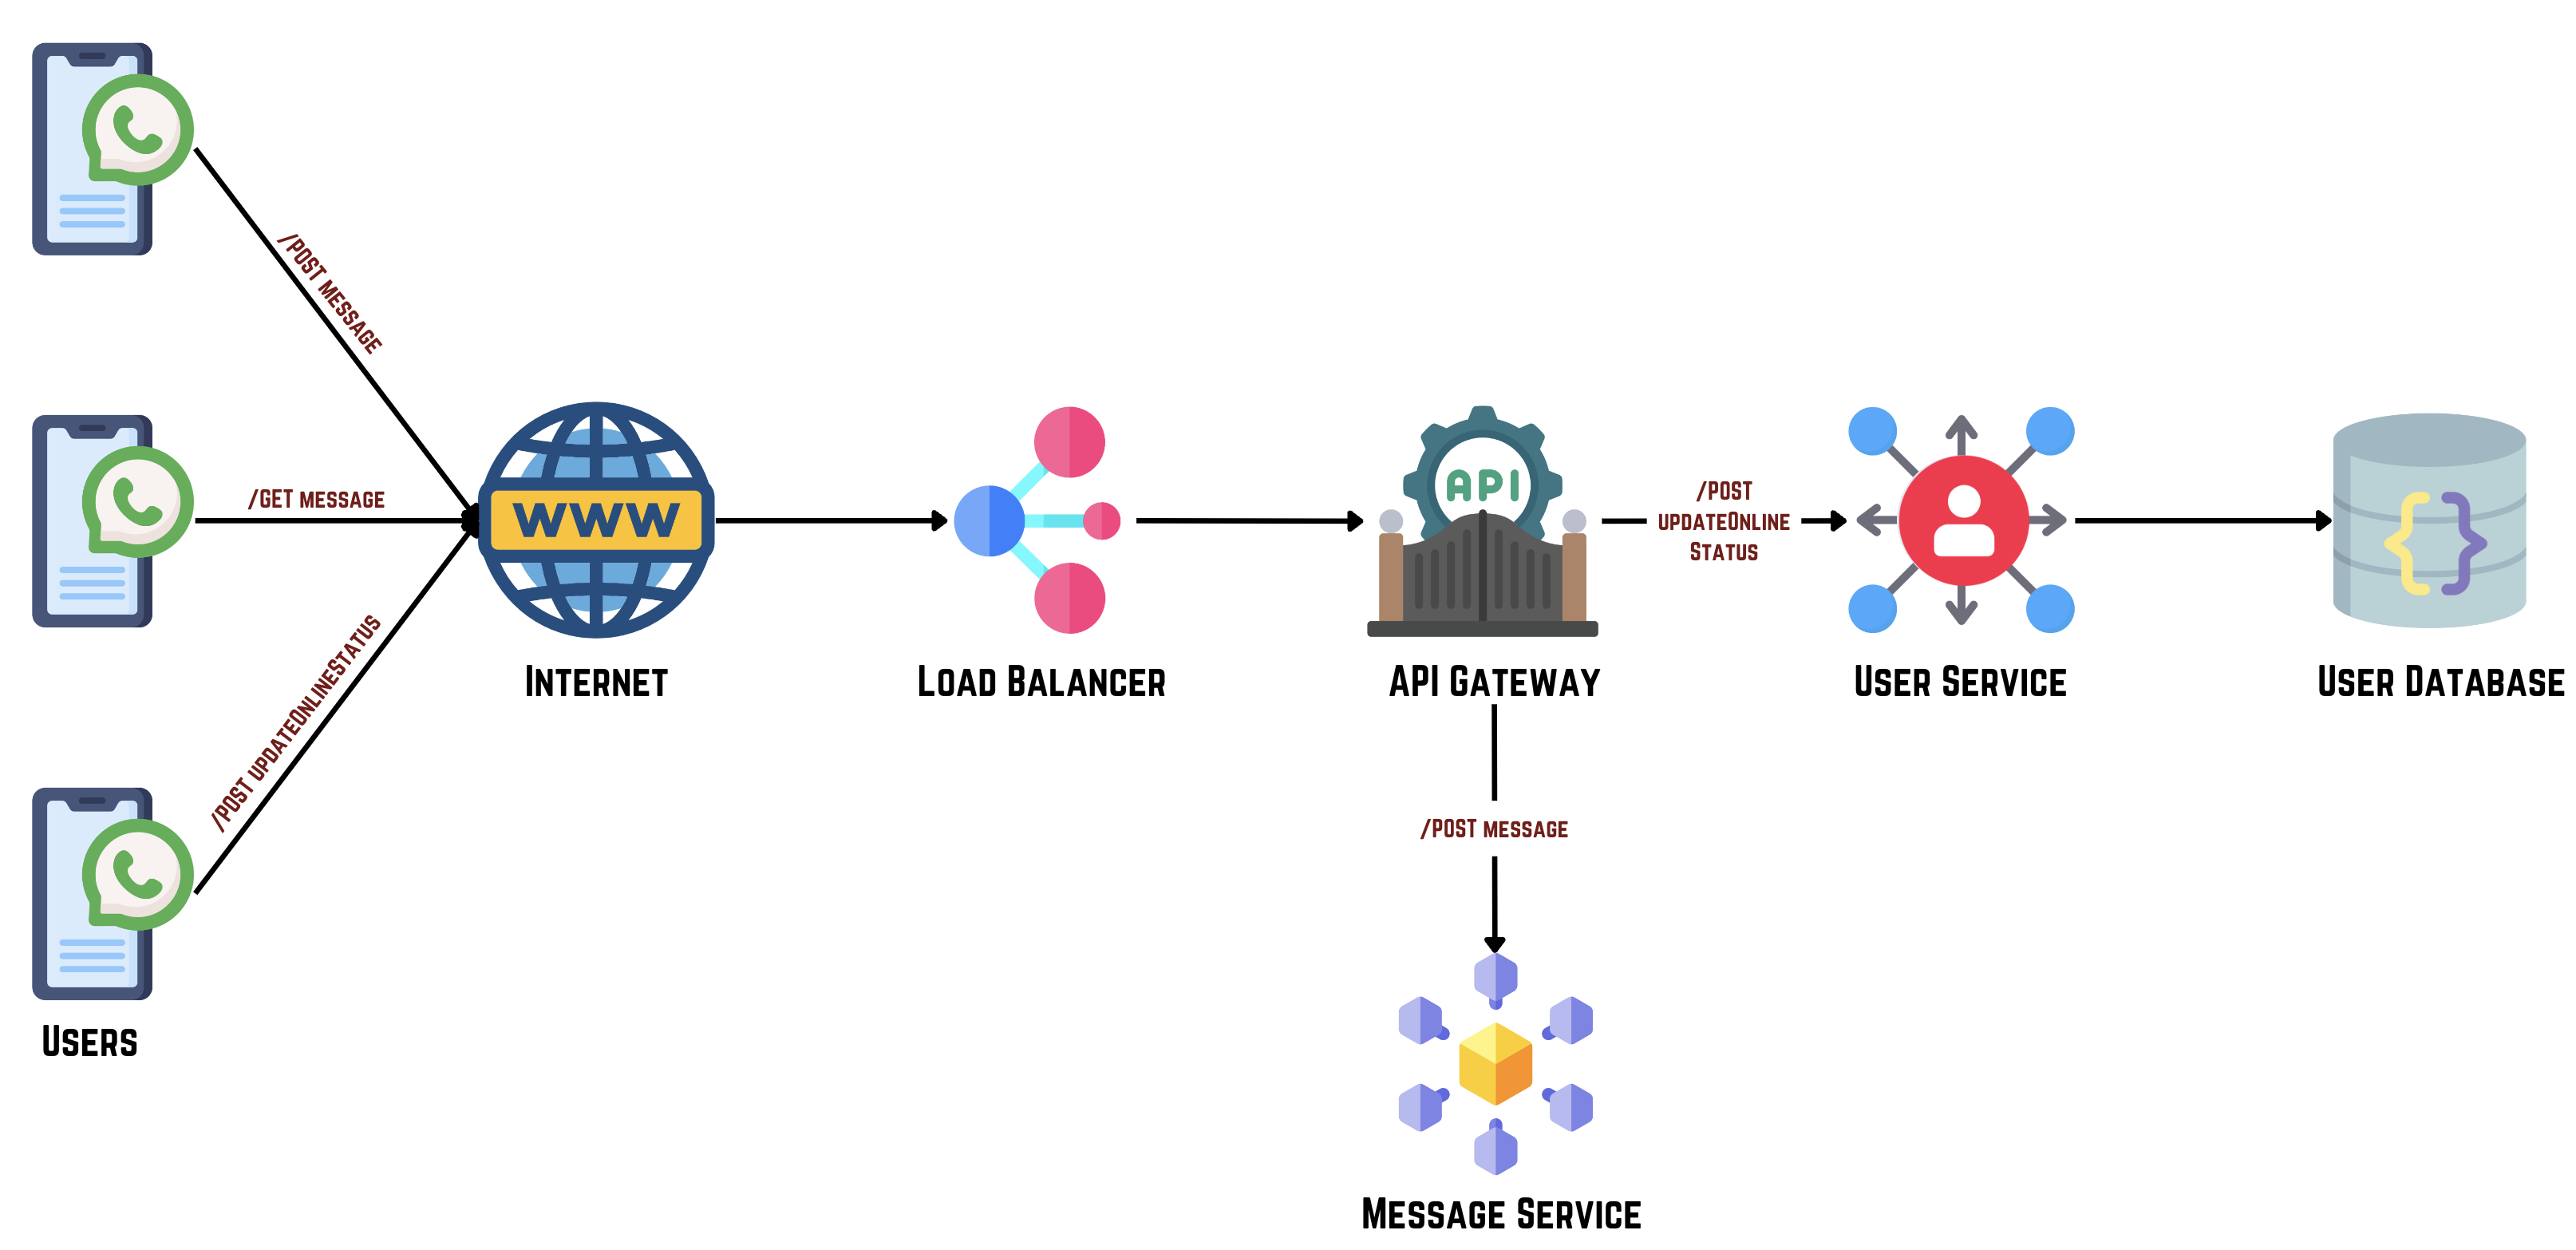 /POST message
/GET message
/POST updateOnlineStatus
Users
WWW
Internet
Load Balancer
API
API Gateway
/POST
updateOnline
Status
User Service
{ }
User Database
/POST message
Message Service